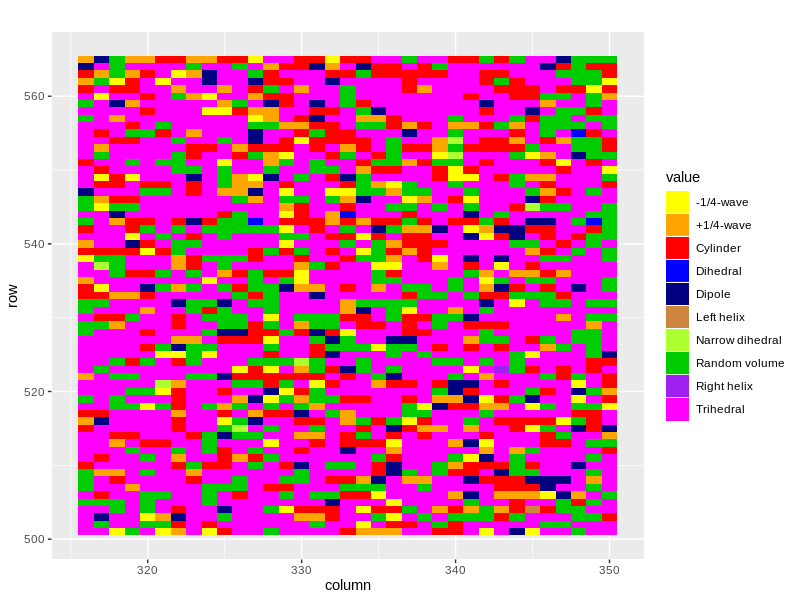 560
540
520
500
320
330
340
350
column
row
value
-1/4-wave
+1/4-wave
Cylinder
Dihedral
Dipole
Left helix
Narrow dihedral
Random volume
Right helix
Trihedral